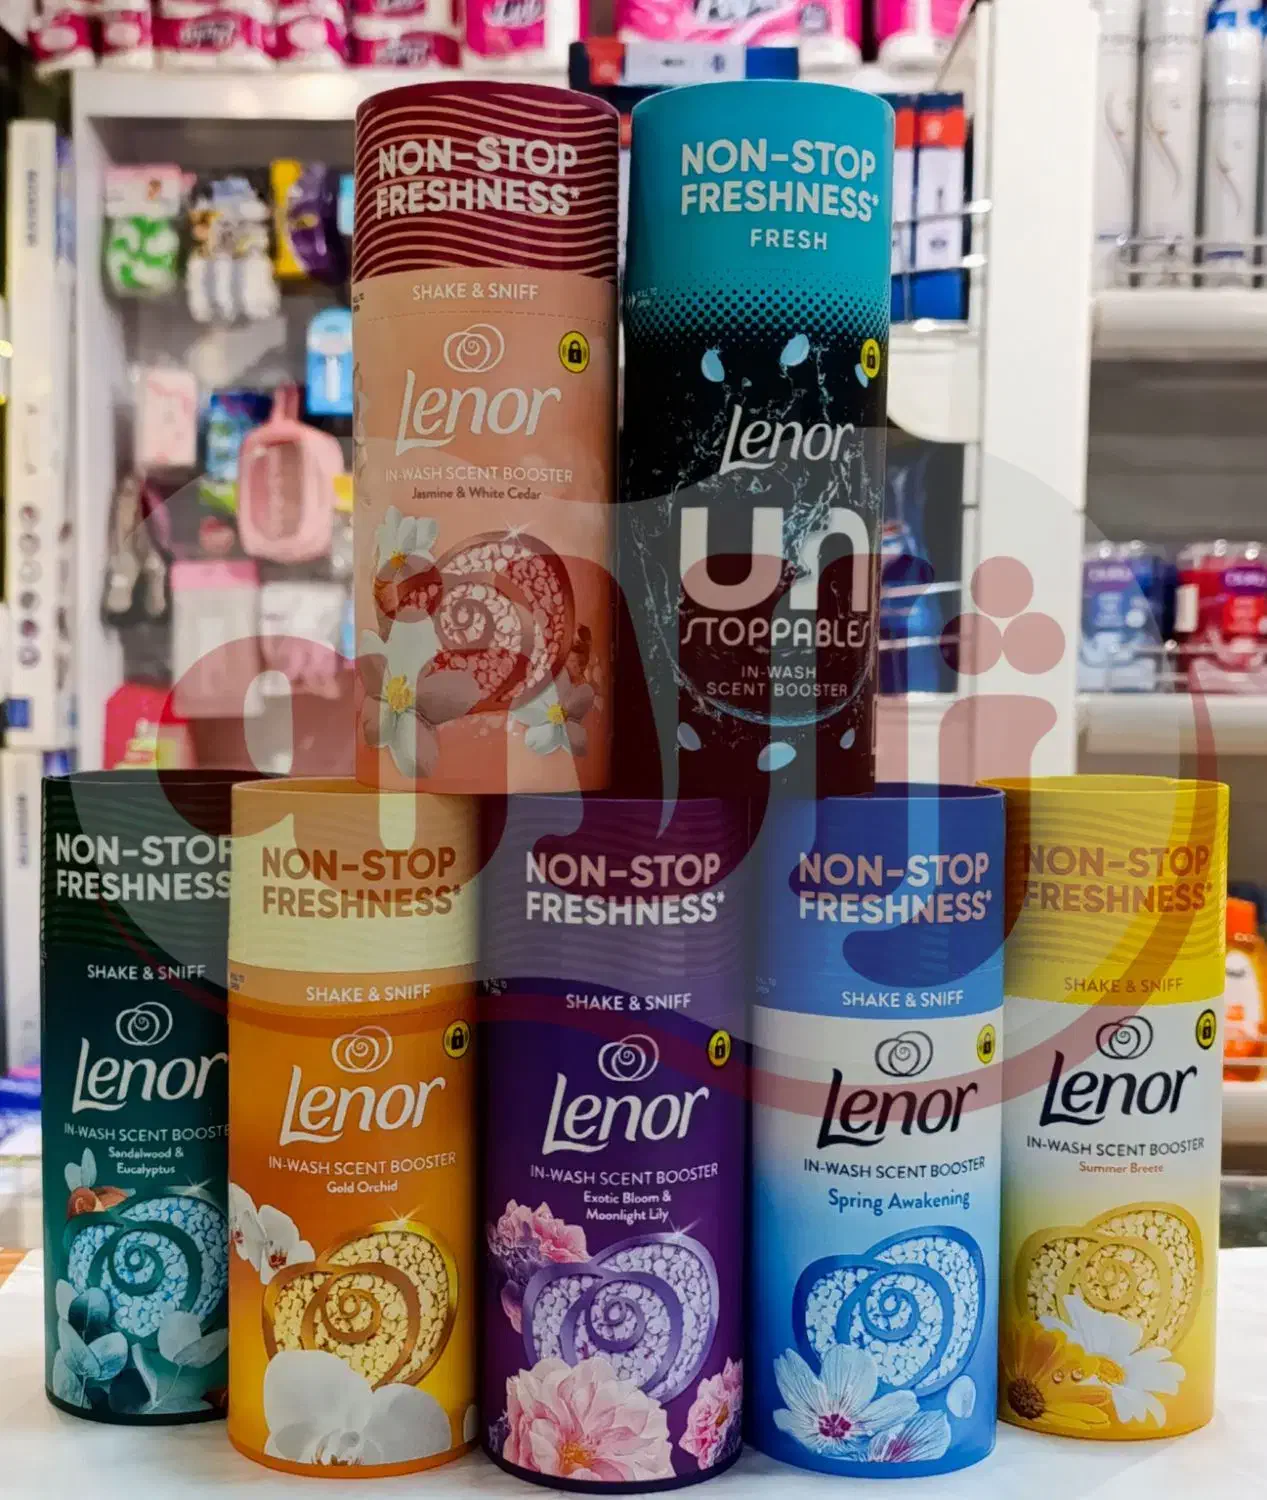 NON-STOP
FRESHNESS*
SHAKE & SNIFF
Lenor
IN-WASH SCENT BOOSTER
Jasmine & White Cedar
NON-STOP
FRESHNESS*
FRESH
Lenor
UN
STOPPABLES
IN-WASH
SCENT BOOSTER
NON-STOP
FRESHNESS
SHAKE & SNIFF
Lenor
IN-WASH SCENT BOOSTE
Sandalwood &
Eucalyptus
NON-STOP
FRESHNESS*
SHAKE & SNIFF
Lenor
IN-WASH SCENT BOOSTER
Gold Orchid
NON-STOP
FRESHNESS*
SHAKE & SNIFF
Lenor
IN-WASH SCENT BOOSTER
Exotic Bloom &
Moonlight Lily
NON-STOP
FRESHNESS*
SHAKE & SNIFF
Lenor
IN-WASH SCENT BOOSTER
Spring Awakening
NON-STOP
FRESHNESS*
SHAKE & SNIFF
Lenor
IN-WASH SCENT BOOSTER
Summer Breeze